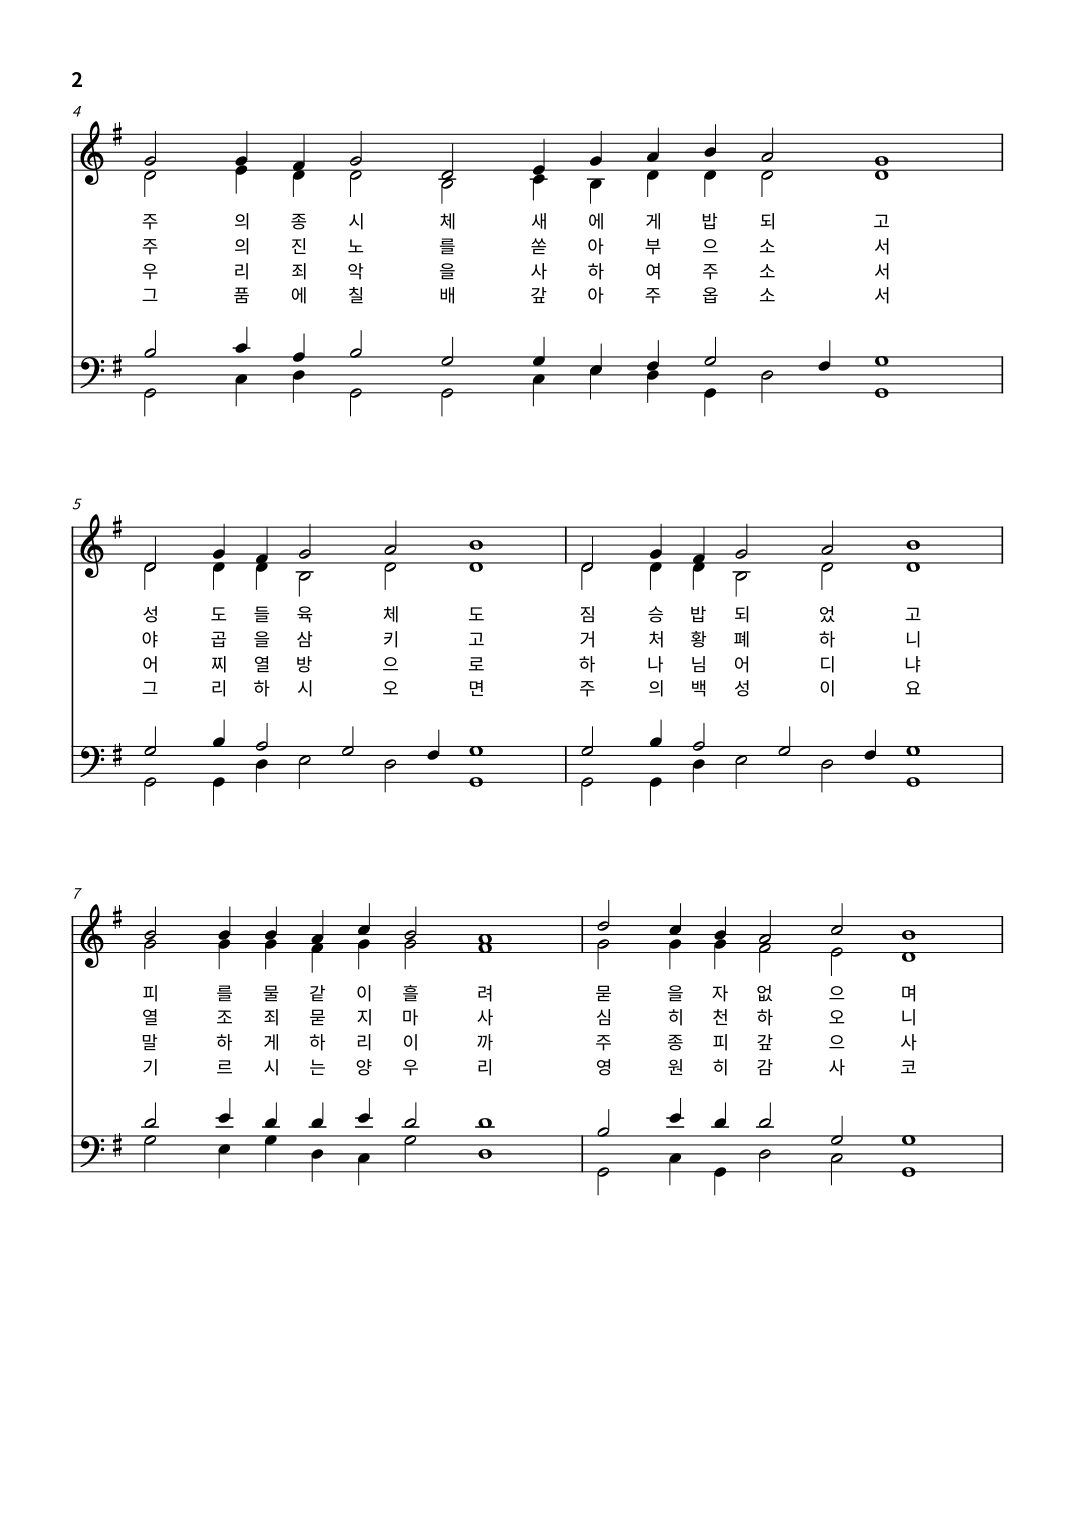 2
4
주 의 종 시 체 새 에 게 밥 되 고
주 의 진 노 를 쏟 아 부 으 소 서
우 리 죄 악 을 사 하 여 주 소 서
그 품 에 칠 배 갚 아 주 옵 소 서
5
성 도 들 육 체 도 짐 승 밥 되 었 고
야 곱 을 삼 키 고 거 처 황 폐 하 니
어 찌 열 방 으 로 하 나 님 어 디 냐
그 리 하 시 오 면 주 의 백 성 이 요
7
피 를 물 같 이 흘 려 묻 을 자 없 으 며
열 조 죄 묻 지 마 사 심 히 천 하 오 니
말 하 게 하 리 이 까 주 종 피 갚 으 사
기 르 시 는 양 우 리 영 원 히 감 사 코